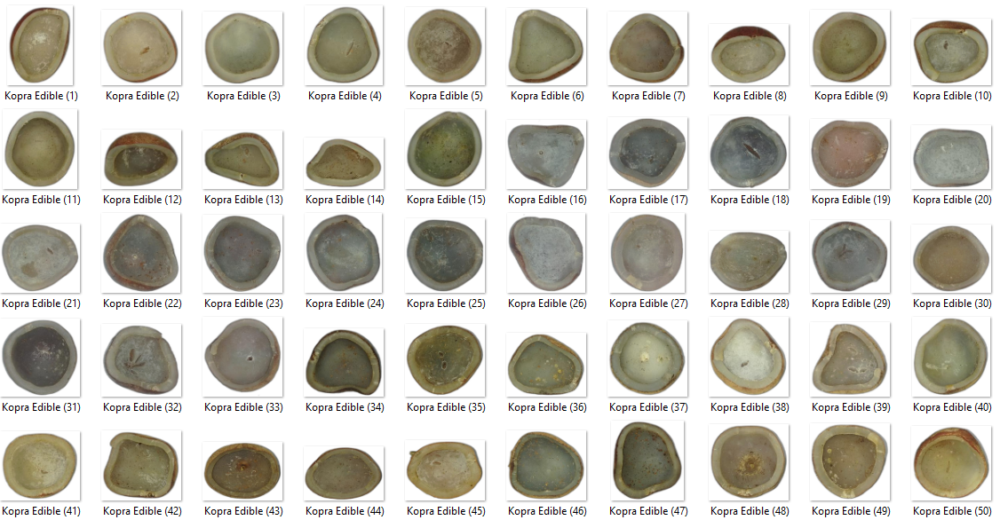 Kopra Edible (1) Kopra Edible (2) Kopra Edible (3) Kopra Edible (4) Kopra Edible (5) Kopra Edible (6) Kopra Edible (7) Kopra Edible (8) Kopra Edible (9) Kopra Edible (10)
Kopra Edible (11) Kopra Edible (12) Kopra Edible (13) Kopra Edible (14) Kopra Edible (15) Kopra Edible (16) Kopra Edible (17) Kopra Edible (18) Kopra Edible (19) Kopra Edible (20)
Kopra Edible (21) Kopra Edible (22) Kopra Edible (23) Kopra Edible (24) Kopra Edible (25) Kopra Edible (26) Kopra Edible (27) Kopra Edible (28) Kopra Edible (29) Kopra Edible (30)
Kopra Edible (31) Kopra Edible (32) Kopra Edible (33) Kopra Edible (34) Kopra Edible (35) Kopra Edible (36) Kopra Edible (37) Kopra Edible (38) Kopra Edible (39) Kopra Edible (40)
Kopra Edible (41) Kopra Edible (42) Kopra Edible (43) Kopra Edible (44) Kopra Edible (45) Kopra Edible (46) Kopra Edible (47) Kopra Edible (48) Kopra Edible (49) Kopra Edible (50)